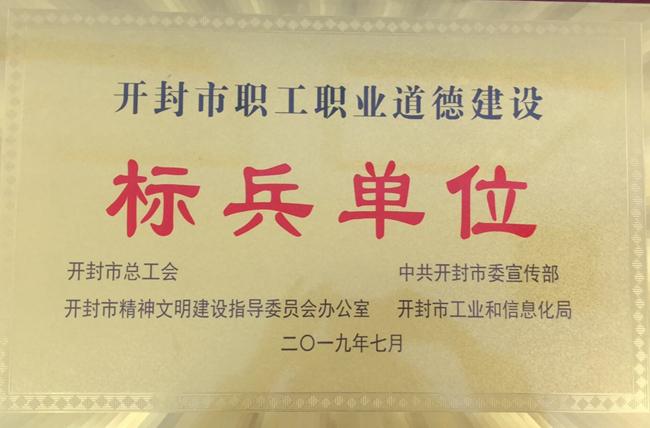 开封市职工职业道德建设
标兵单位
开封市总工会 中共开封市委宣传部
开封市精神文明建设指导委员会办公室 开封市工业和信息化局
二〇一九年七月